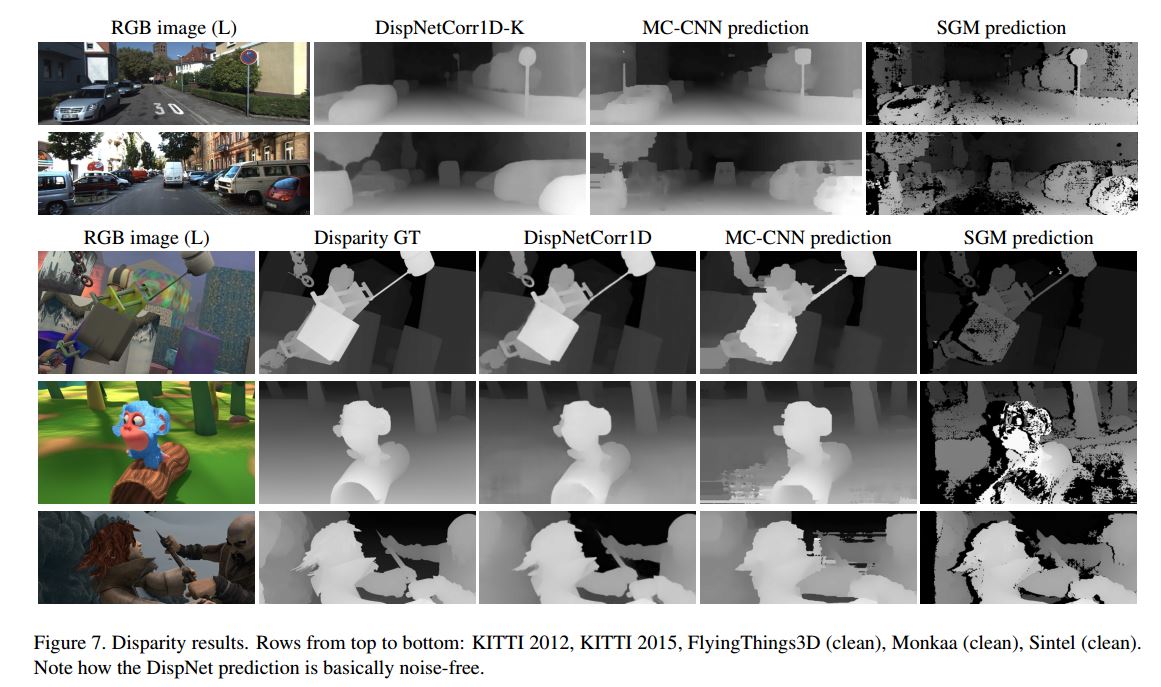 RGB image (L) DispNetCorr1D-K MC-CNN prediction SGM prediction
30
RGB image (L) Disparity GT DispNetCorr1D MC-CNN prediction SGM prediction
Figure 7. Disparity results. Rows from top to bottom: KITTI 2012, KITTI 2015, FlyingThings3D (clean), Monkaa (clean), Sintel (clean).
Note how the DispNet prediction is basically noise-free.